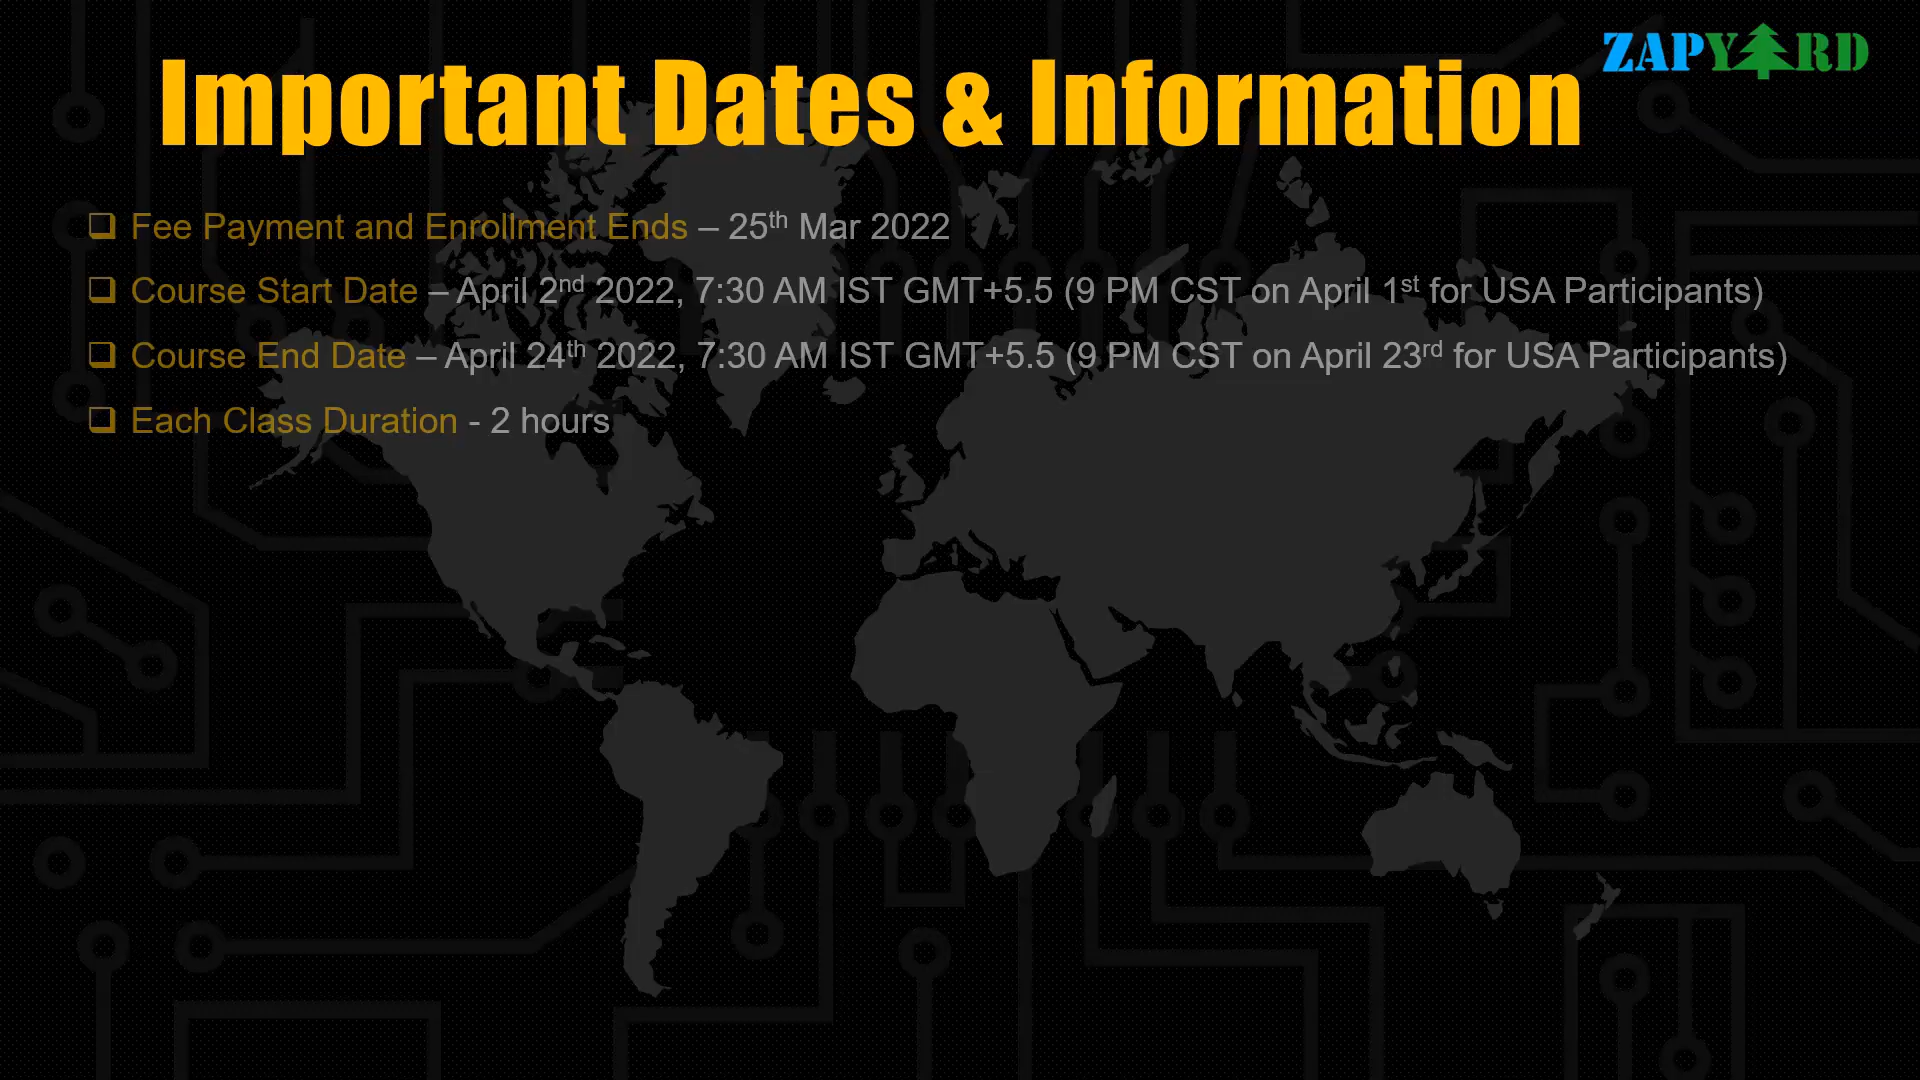 ZAPYARD
Important Dates & Information
❑ Fee Payment and Enrollment Ends – 25th Mar 2022
❑ Course Start Date – April 2nd 2022, 7:30 AM IST GMT+5.5 (9 PM CST on April 1st for USA Participants)
❑ Course End Date – April 24th 2022, 7:30 AM IST GMT+5.5 (9 PM CST on April 23rd for USA Participants)
❑ Each Class Duration - 2 hours